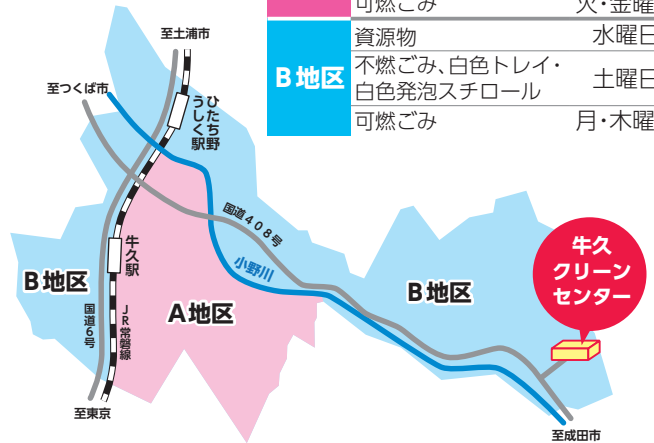 可燃ごみ 火・金曜
B地区
資源物 水曜日
不燃ごみ、白色トレイ・
白色発泡スチロール 土曜日
可燃ごみ 月・木曜
至土浦市
至つくば市
ひたち野
うしく駅
国道408号
小野川
牛久駅
B地区
A地区
B地区
牛久
クリーン
センター
国道6号
JR常磐線
至東京
至成田市